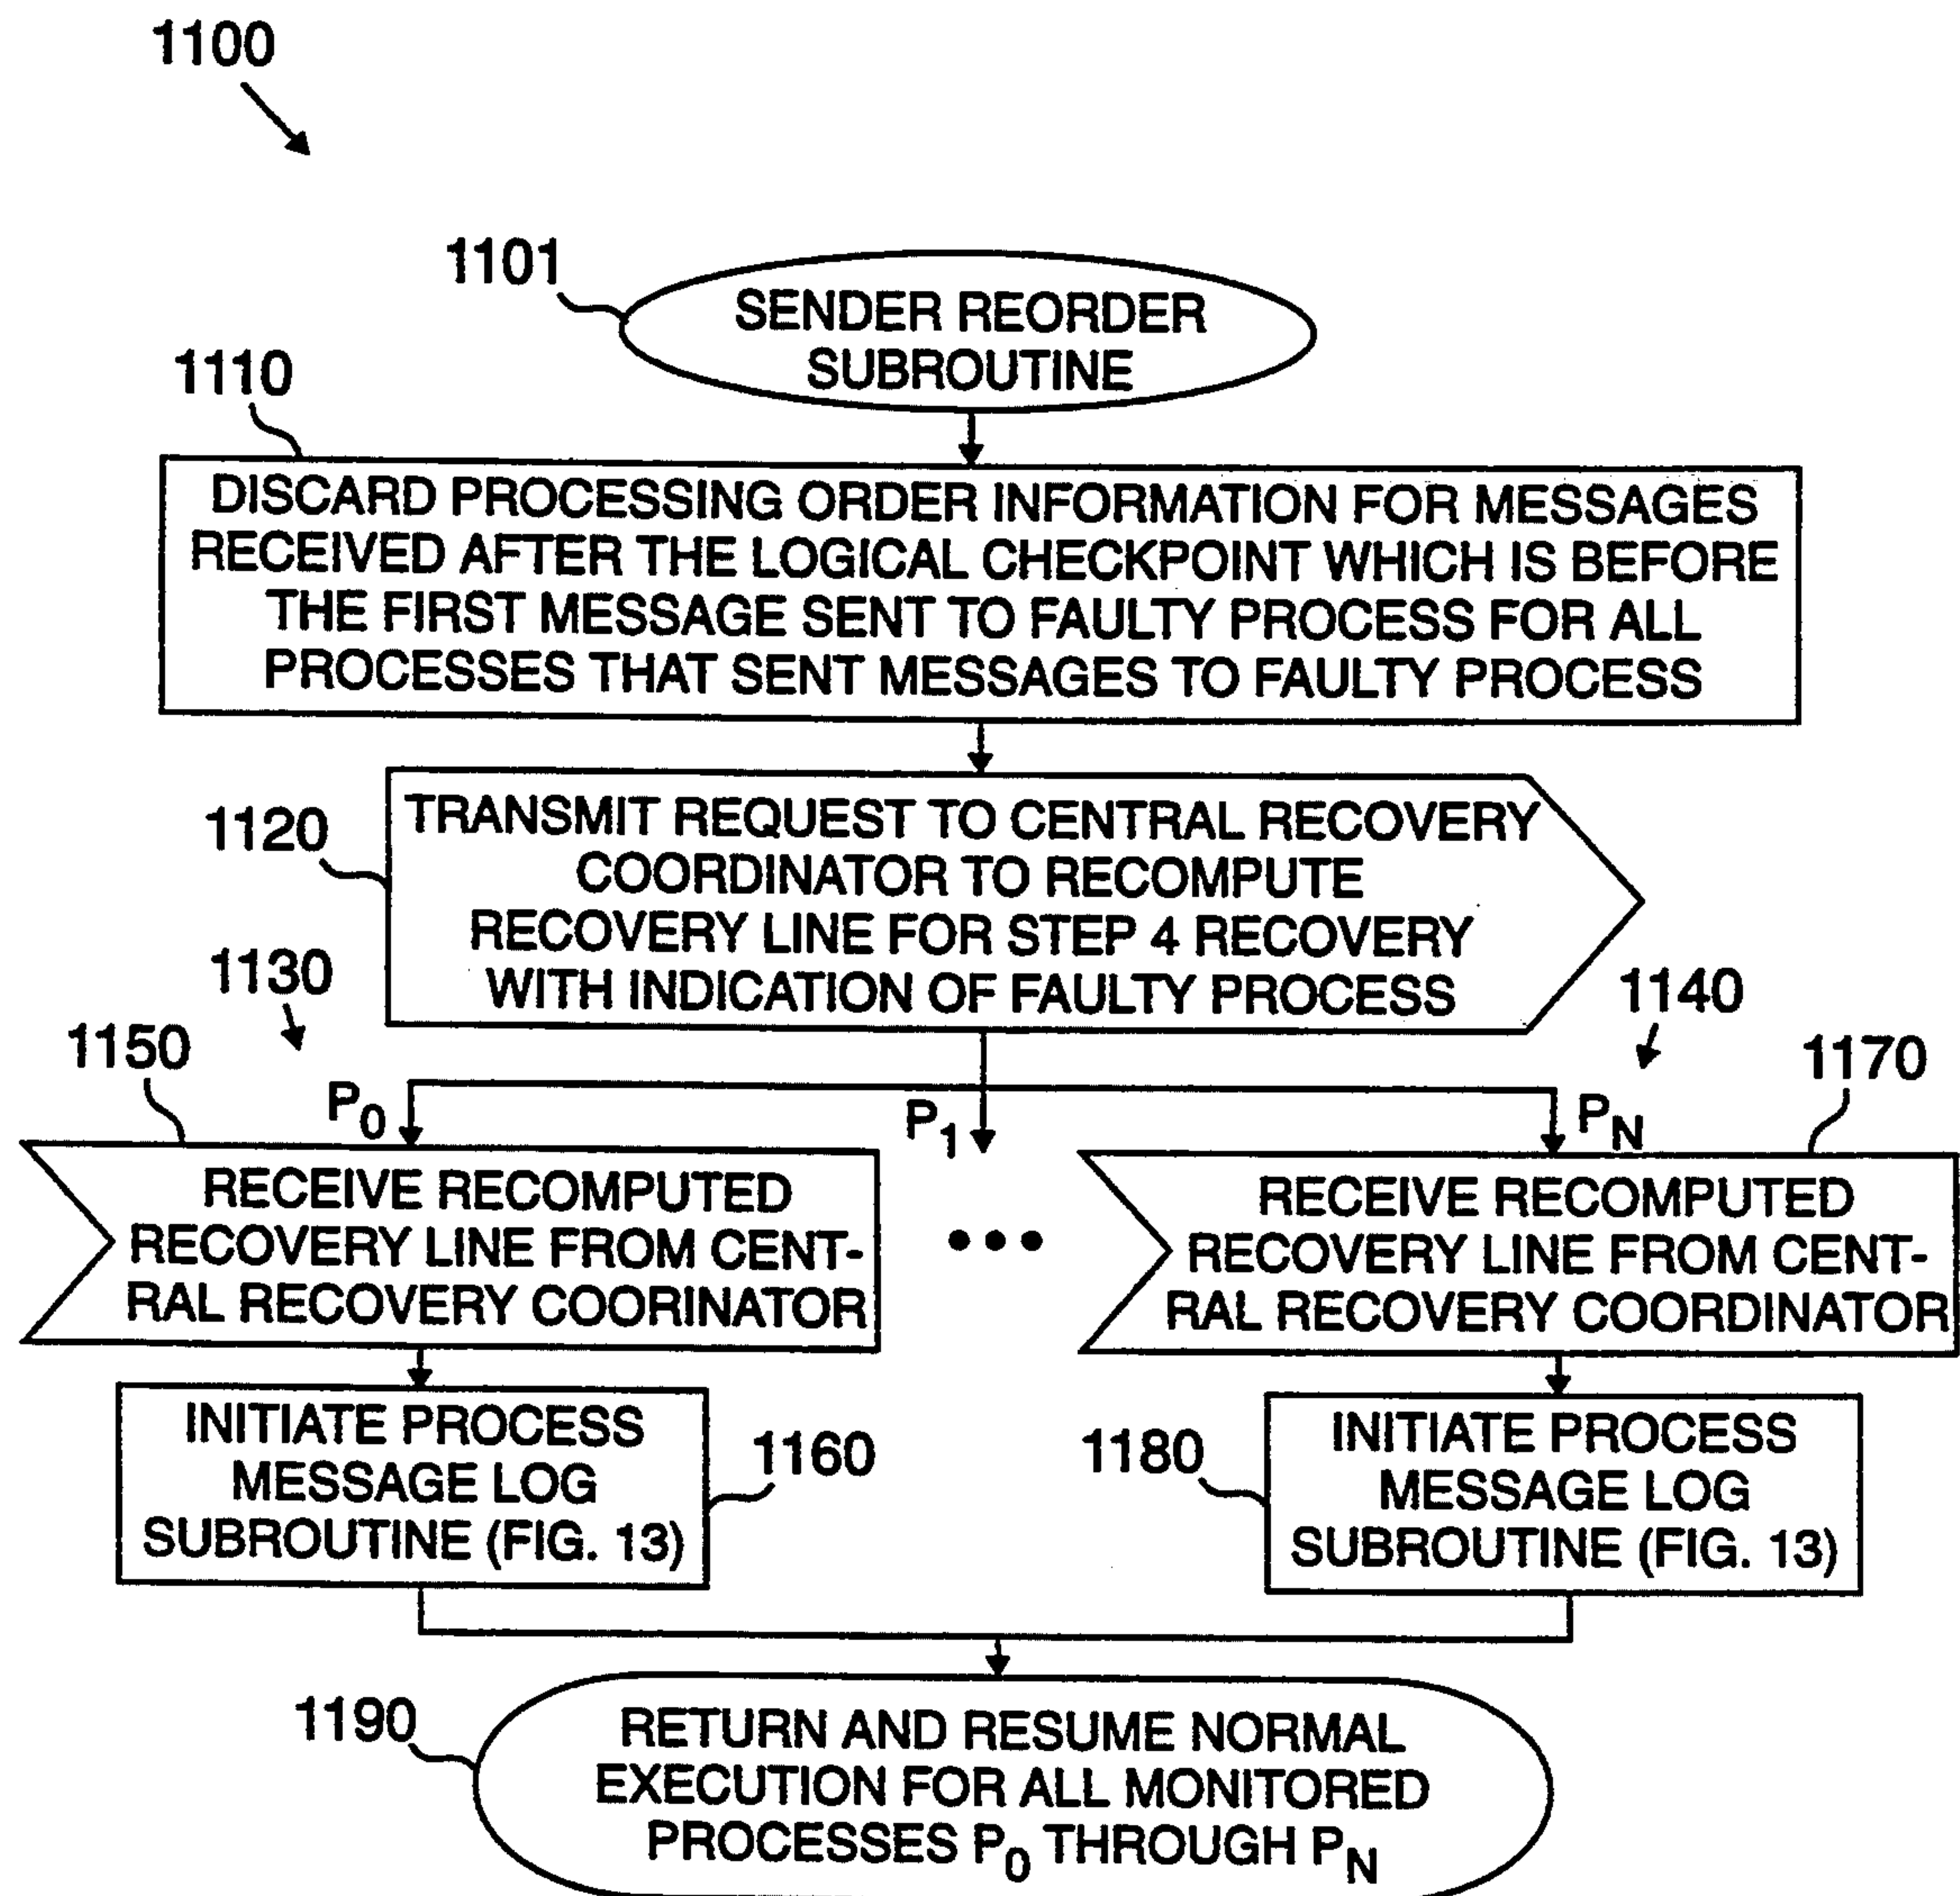 1100
1101
SENDER REORDER
SUBROUTINE
1110
DISCARD PROCESSING ORDER INFORMATION FOR MESSAGES
RECEIVED AFTER THE LOGICAL CHECKPOINT WHICH IS BEFORE
THE FIRST MESSAGE SENT TO FAULTY PROCESS FOR ALL
PROCESSES THAT SENT MESSAGES TO FAULTY PROCESS
1120
TRANSMIT REQUEST TO CENTRAL RECOVERY
COORDINATOR TO RECOMPUTE
RECOVERY LINE FOR STEP 4 RECOVERY
WITH INDICATION OF FAULTY PROCESS
1130
1140
1150
1170
P0
P1
PN
RECEIVE RECOMPUTED
RECOVERY LINE FROM CENT-
RAL RECOVERY COORINATOR
RECEIVE RECOMPUTED
RECOVERY LINE FROM CENT-
RAL RECOVERY COORDINATOR
INITIATE PROCESS
MESSAGE LOG
SUBROUTINE (FIG. 13)
1160
1180
INITIATE PROCESS
MESSAGE LOG
SUBROUTINE (FIG. 13)
1190
RETURN AND RESUME NORMAL
EXECUTION FOR ALL MONITORED
PROCESSES P0 THROUGH PN